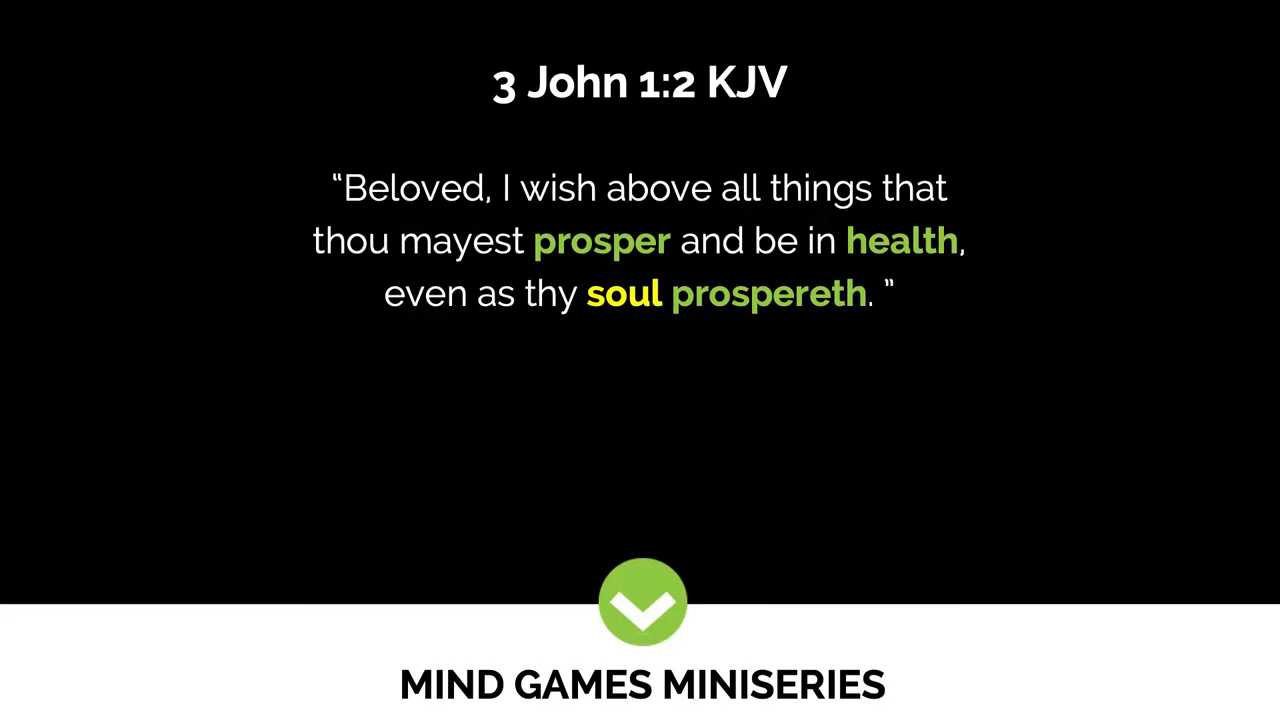 3 John 1:2 KJV
“Beloved, I wish above all things that
thou mayest prosper and be in health,
even as thy soul prospereth. ”
MIND GAMES MINISERIES